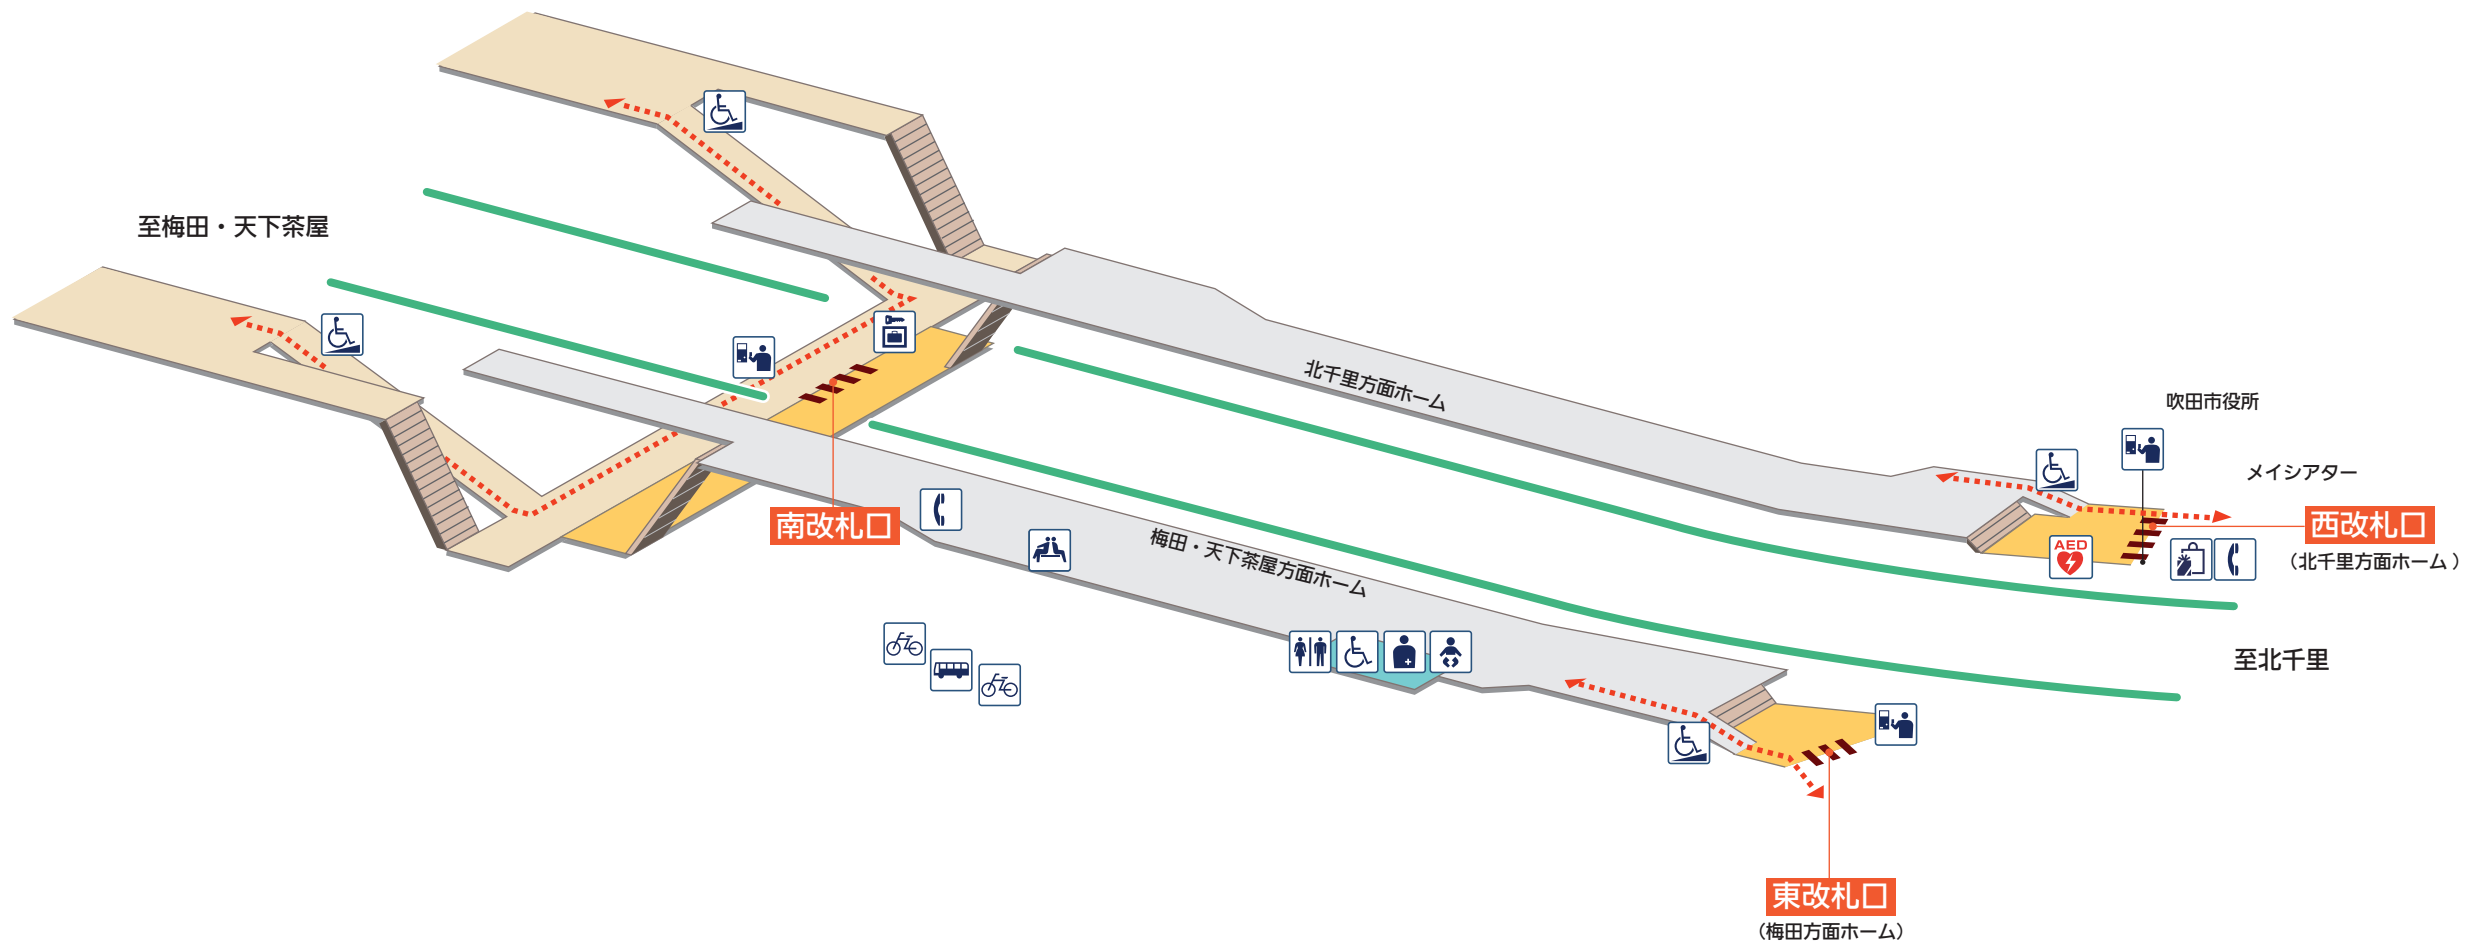 至梅田・天下茶屋
北千里方面ホーム
吹田市役所
メイシアター
西改札口
（北千里方面ホーム）
AED
南改札口
梅田・天下茶屋方面ホーム
至北千里
東改札口
（梅田方面ホーム）